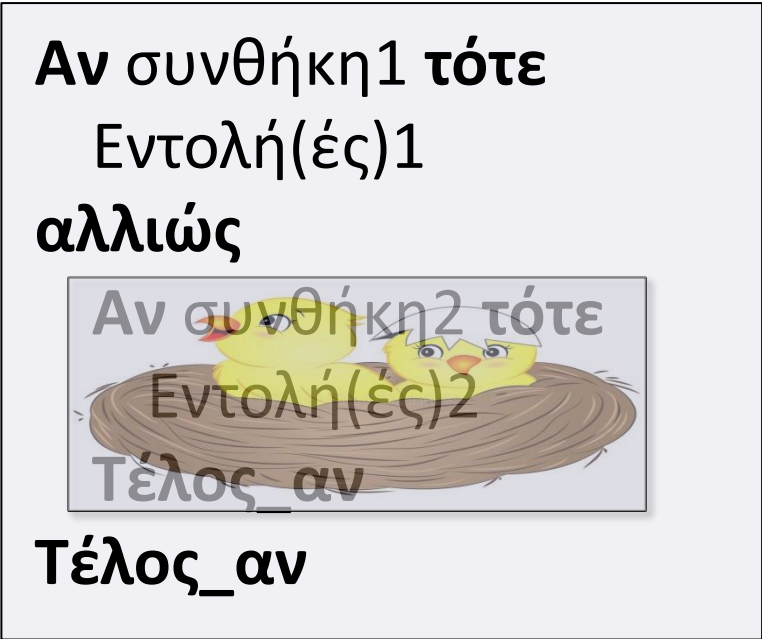 Αν συνθήκη1 τότε
Εντολή(ές)1
αλλιώς
Αν συνθήκη2 τότε
Εντολή(ές)2
Τέλος_αν
Τέλος_αν